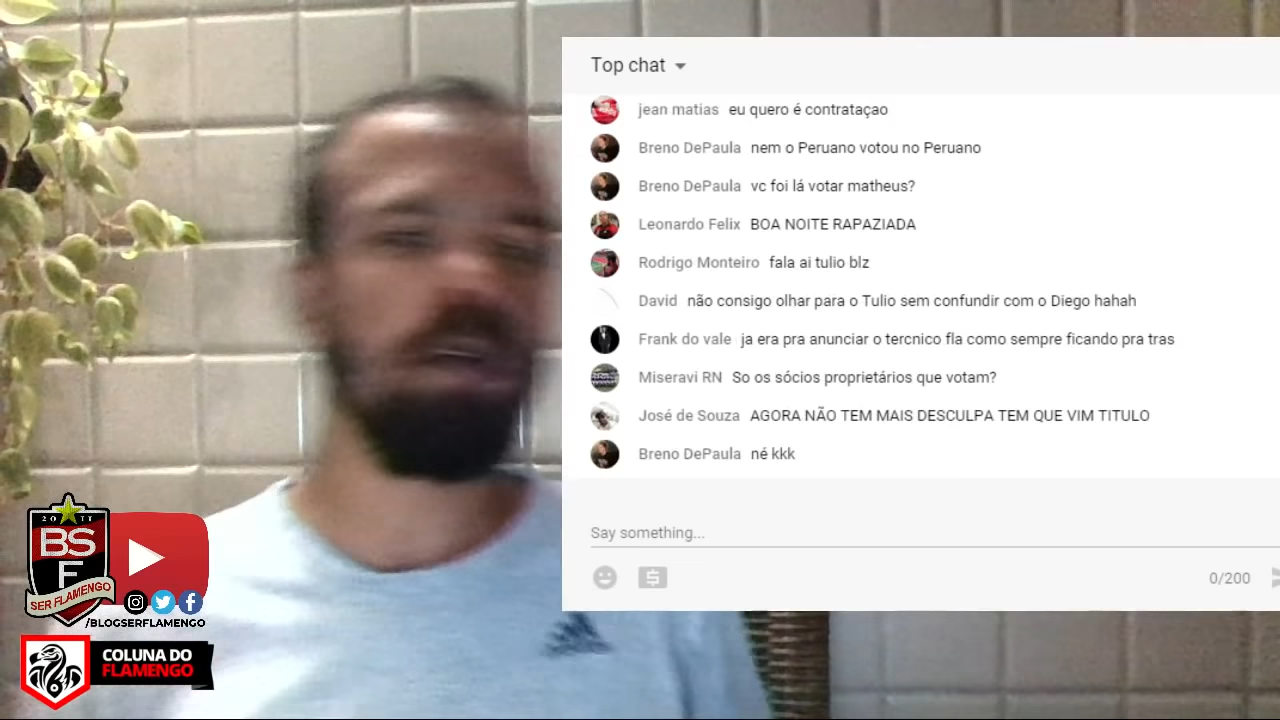 Top chat
jean matias eu quero é contrataçao
Breno DePaula nem o Peruano votou no Peruano
Breno DePaula vc foi lá votar matheus?
Leonardo Felix BOA NOITE RAPAZIADA
Rodrigo Monteiro fala ai tulio blz
David não consigo olhar para o Tulio sem confundir com o Diego hahah
Frank do vale ja era pra anunciar o tercnico fla como sempre ficando pra tras
Miseravi RN So os sócios proprietários que votam?
José de Souza AGORA NÃO TEM MAIS DESCULPA TEM QUE VIM TITULO
Breno DePaula né kkk
Say something...
0/200
2011
BS
F
SER FLAMENGO
/BLOGSERFLAMENGO
COLUNA DO
FLAMENGO